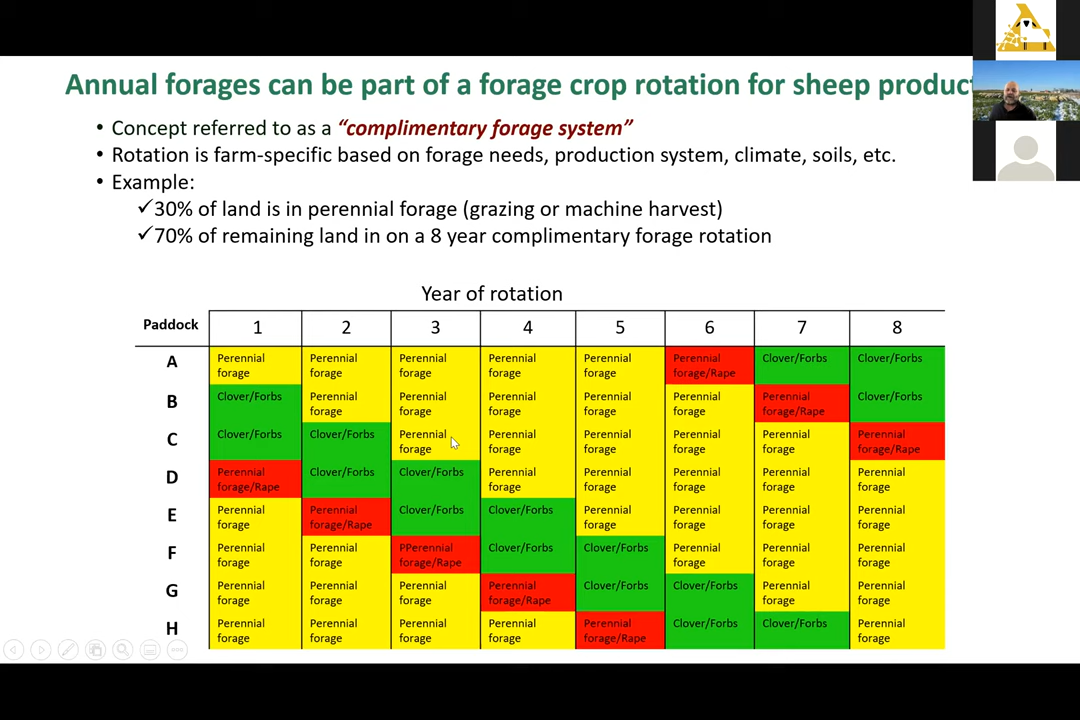 Annual forages can be part of a forage crop rotation for sheep product
• Concept referred to as a “complimentary forage system”
• Rotation is farm-specific based on forage needs, production system, climate, soils, etc.
• Example:
✓30% of land is in perennial forage (grazing or machine harvest)
✓70% of remaining land in on a 8 year complimentary forage rotation
Year of rotation
Paddock 1 2 3 4 5 6 7 8
A Perennial forage Perennial forage Perennial forage Perennial forage Perennial forage Perennial forage/Rape Clover/Forbs Clover/Forbs
B Clover/Forbs Perennial forage Perennial forage Perennial forage Perennial forage Perennial forage Perennial forage/Rape Clover/Forbs
C Clover/Forbs Clover/Forbs Perennial forage Perennial forage Perennial forage Perennial forage Perennial forage Perennial forage/Rape
D Perennial forage/Rape Clover/Forbs Clover/Forbs Perennial forage Perennial forage Perennial forage Perennial forage Perennial forage
E Perennial forage Perennial forage/Rape Clover/Forbs Clover/Forbs Perennial forage Perennial forage Perennial forage Perennial forage
F Perennial forage Perennial forage PPerennial forage/Rape Clover/Forbs Clover/Forbs Perennial forage Perennial forage Perennial forage
G Perennial forage Perennial forage Perennial forage Perennial forage/Rape Clover/Forbs Clover/Forbs Perennial forage Perennial forage
H Perennial forage Perennial forage Perennial forage Perennial forage Perennial forage/Rape Clover/Forbs Clover/Forbs Perennial forage